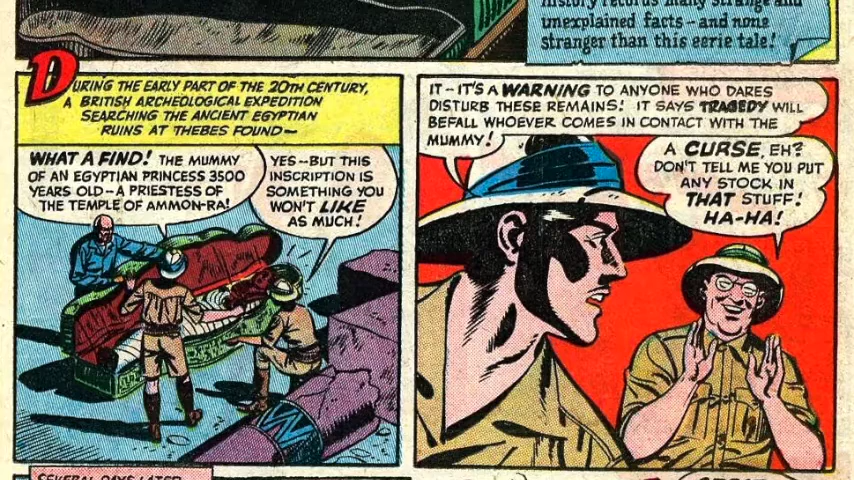 history records many strange and
unexplained facts – and none
stranger than this eerie tale!
DURING THE EARLY PART OF THE 20TH CENTURY,
A BRITISH ARCHEOLOGICAL EXPEDITION
SEARCHING THE ANCIENT EGYPTIAN
RUINS AT THEBES FOUND—
WHAT A FIND! THE MUMMY
OF AN EGYPTIAN PRINCESS 3500
YEARS OLD—A PRIESTESS OF
THE TEMPLE OF AMMON-RA!
YES—BUT THIS
INSCRIPTION IS
SOMETHING YOU
WON'T LIKE
AS MUCH!
IT—IT'S A WARNING TO ANYONE WHO DARES
DISTURB THESE REMAINS! IT SAYS TRAGEDY WILL
BEFALL WHOEVER COMES IN CONTACT WITH THE
MUMMY!
A CURSE, EH?
DON'T TELL ME YOU PUT
ANY STOCK IN
THAT STUFF!
HA-HA!
SEVERAL DAYS LATER